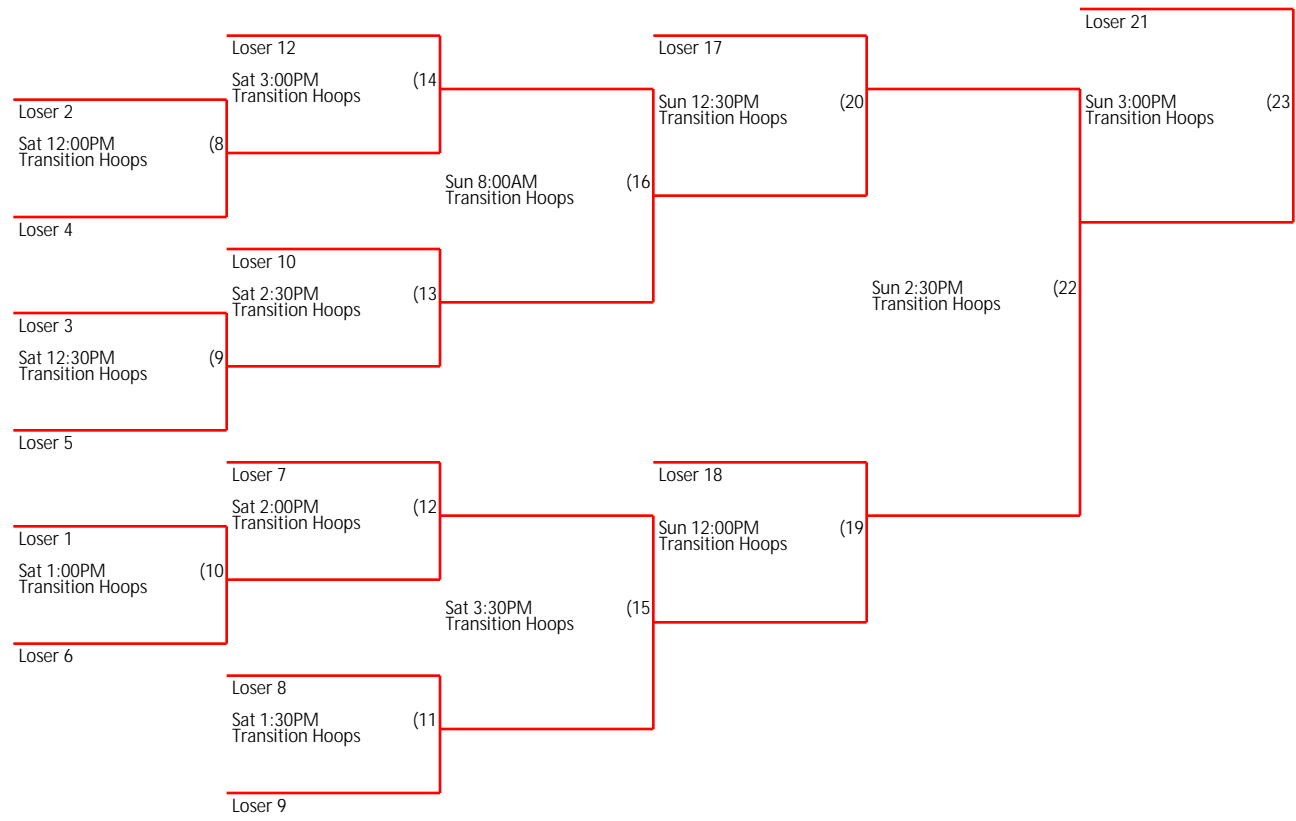 Loser 21
Loser 12
Loser 17
Sat 3:00PM (14
Transition Hoops
Sun 12:30PM (20
Transition Hoops
Sun 3:00PM (23
Transition Hoops
Loser 2
Sat 12:00PM (8
Transition Hoops
Sun 8:00AM (16
Transition Hoops
Loser 4
Loser 10
Sat 2:30PM (13
Transition Hoops
Sun 2:30PM (22
Transition Hoops
Loser 3
Sat 12:30PM (9
Transition Hoops
Loser 5
Loser 7
Loser 18
Sat 2:00PM (12
Transition Hoops
Sun 12:00PM (19
Transition Hoops
Loser 1
Sat 1:00PM (10
Transition Hoops
Sat 3:30PM (15
Transition Hoops
Loser 6
Loser 8
Sat 1:30PM (11
Transition Hoops
Loser 9